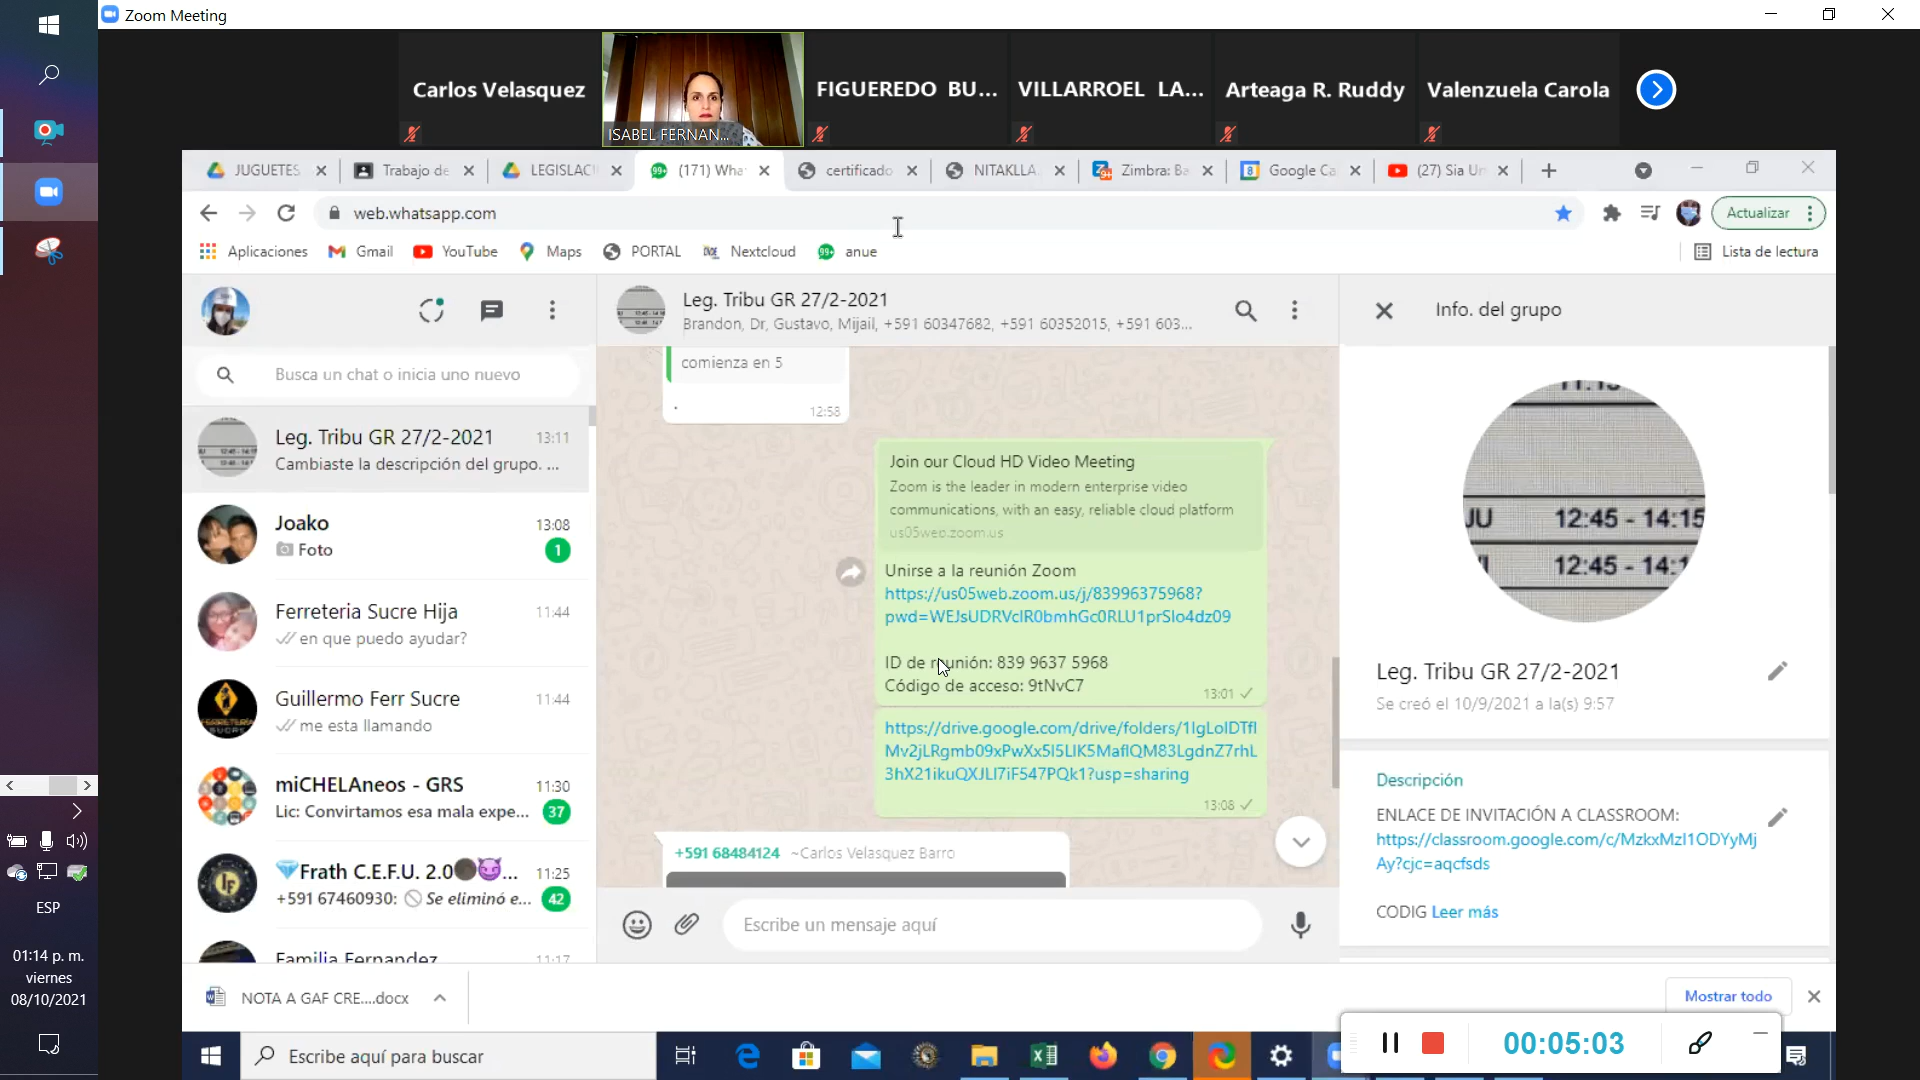 Zoom Meeting
Carlos Velasquez
ISABEL FERNAN...
FIGUEREDO BU...
VILLARROEL LA...
Arteaga R. Ruddy
Valenzuela Carola
JUGUETES
Trabajo de
LEGISLACI
(171) Wha
certificado
NITAKLLA
Zimbra: Ba
Google Ca
(27) Sia Un
web.whatsapp.com
Actualizar
Aplicaciones
Gmail
YouTube
Maps
PORTAL
Nextcloud
anue
Lista de lectura
Busca un chat o inicia uno nuevo
Leg. Tribu GR 27/2-2021
13:11
Cambiaste la descripción del grupo. ...
Joako
13:08
Foto
1
Ferreteria Sucre Hija
11:44
en que puedo ayudar?
Guillermo Ferr Sucre
11:44
me esta llamando
miCHELAneos - GRS
11:30
Lic: Convirtamos esa mala expe...
37
💎Frath C.E.F.U. 2.0🌑😈...
11:25
+591 67460930: 🚫 Se eliminó e...
42
Familia Fernandez
11:17
Leg. Tribu GR 27/2-2021
Brandon, Dr, Gustavo, Mijail, +591 60347682, +591 60352015, +591 603...
comienza en 5
.
12:58
Join our Cloud HD Video Meeting
Zoom is the leader in modern enterprise video
communications, with an easy, reliable cloud platform
us05web.zoom.us
Unirse a la reunión Zoom
https://us05web.zoom.us/j/83996375968?
pwd=WEJsUDRVclR0bmhGc0RLU1prSlo4dz09
ID de reunión: 839 9637 5968
Código de acceso: 9tNvC7
13:01
https://drive.google.com/drive/folders/1lgLolDTfl
Mv2jLRgmb09xPwXx5I5LIK5MaflQM83LgdnZ7rhL
3hX21ikuQXJLI7iF547PQk1?usp=sharing
13:08
+591 68484124 ~Carlos Velasquez Barro
Escribe un mensaje aquí
Info. del grupo
JU 12:45 - 14:15
12:45 - 14:1
Leg. Tribu GR 27/2-2021
Se creó el 10/9/2021 a la(s) 9:57
Descripción
ENLACE DE INVITACIÓN A CLASSROOM:
https://classroom.google.com/c/MzkxMzI1ODYyMj
Ay?cjc=aqcfsds
CODIG Leer más
NOTA A GAF CRE....docx
Mostrar todo
Escribe aquí para buscar
00:05:03
ESP
01:14 p. m.
viernes
08/10/2021